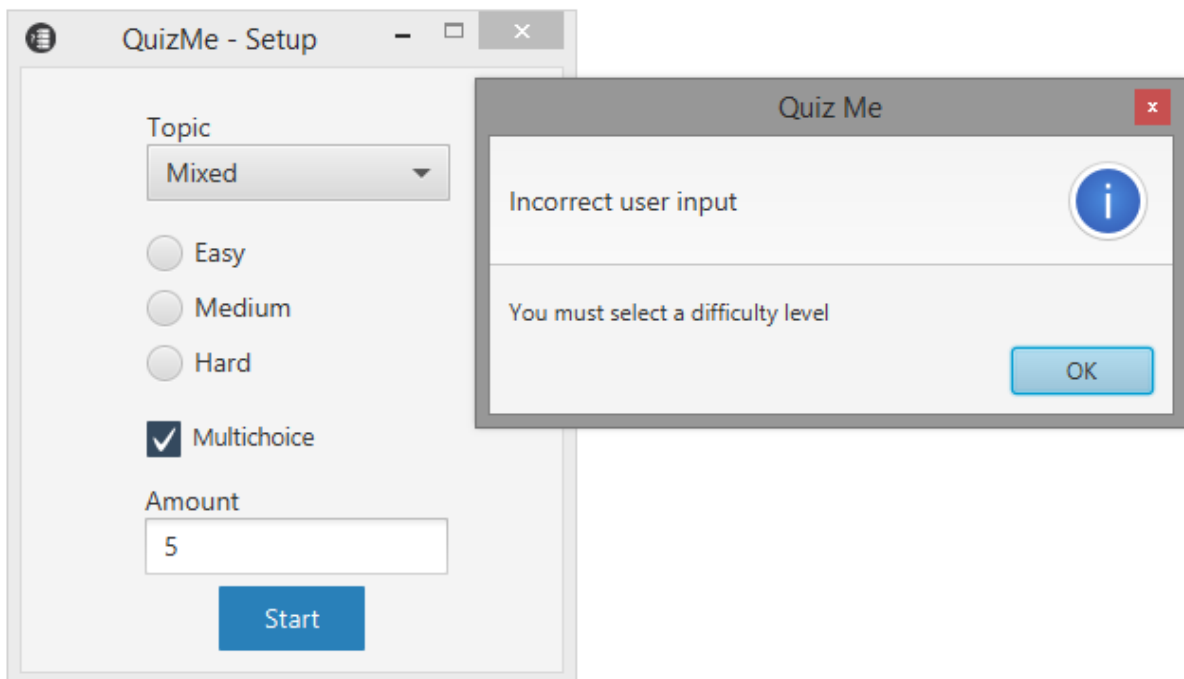 QuizMe - Setup
Topic
Mixed
Easy
Medium
Hard
Multichoice
Amount
5
Start
Quiz Me
Incorrect user input
You must select a difficulty level
OK